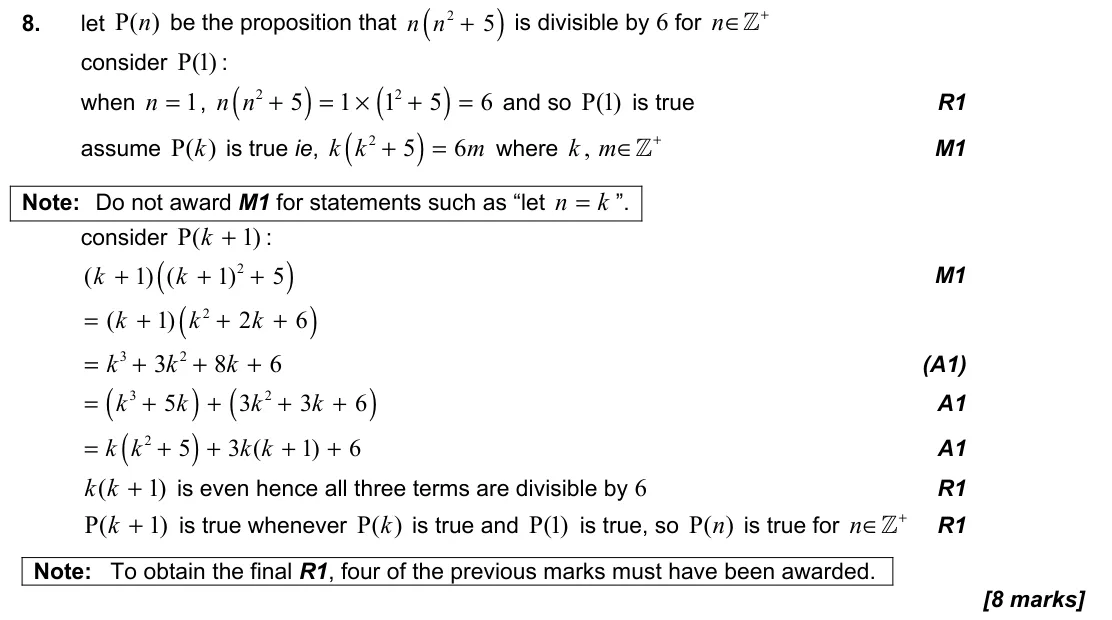 8. let P(n) be the proposition that n(n² + 5) is divisible by 6 for n∈ℤ⁺
consider P(1) :
when n = 1, n(n² + 5) = 1 × (1² + 5) = 6 and so P(1) is true R1
assume P(k) is true ie, k(k² + 5) = 6m where k, m∈ℤ⁺ M1
Note: Do not award M1 for statements such as “let n = k ”.
consider P(k + 1) :
(k + 1)((k + 1)² + 5) M1
= (k + 1)(k² + 2k + 6)
= k³ + 3k² + 8k + 6 (A1)
= (k³ + 5k) + (3k² + 3k + 6) A1
= k(k² + 5) + 3k(k + 1) + 6 A1
k(k + 1) is even hence all three terms are divisible by 6 R1
P(k + 1) is true whenever P(k) is true and P(1) is true, so P(n) is true for n∈ℤ⁺ R1
Note: To obtain the final R1, four of the previous marks must have been awarded.
[8 marks]